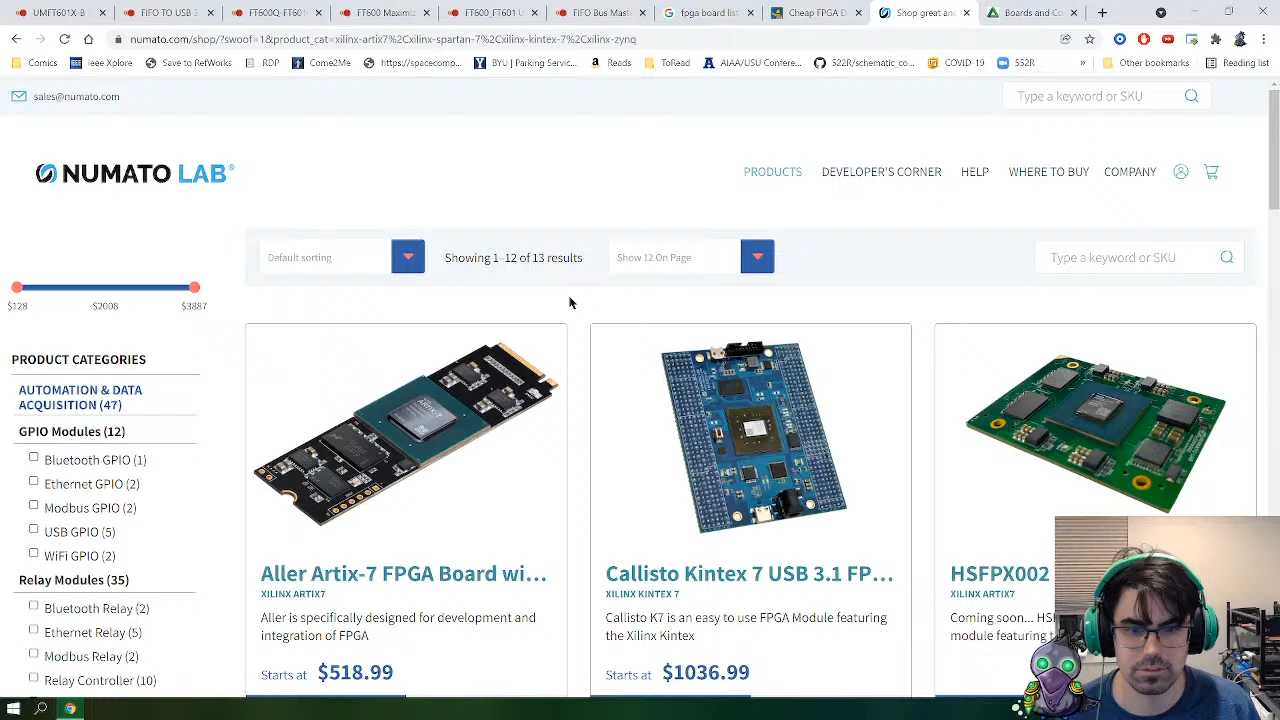 UMFT601X-B
FIFO TO USB 3
FT600Q-FT601
FT600 Maximiz
FT600_FT601 U
FIFO Bus Mast
fpga board list
Cheap FPGA D
Shop great an
Boards and Co
numato.com/shop/?swoof=1&product_cat=xilinx-artix7%2Cxilinx-spartan-7%2Cxilinx-kintex-7%2Cxilinx-zynq
Comics
ieee Xplore
Save to RefWorks
RDP
Come2Me
https://spacecomp...
BYU | Parking Servic...
Reads
ToRead
AIAA/USU Confe...
522R/schematic_co...
COVID-19
552R
»
Other bookmarks
Reading list
sales@numato.com
Type a keyword or SKU
NUMATO LAB®
PRODUCTS
DEVELOPER'S CORNER
HELP
WHERE TO BUY
COMPANY
Default sorting
Showing 1–12 of 13 results
Show 12 On Page
Type a keyword or SKU
$128
$2008
$3887
PRODUCT CATEGORIES
AUTOMATION & DATA
ACQUISITION (47)
GPIO Modules (12)
Bluetooth GPIO (1)
Ethernet GPIO (2)
Modbus GPIO (2)
USB GPIO (5)
WiFi GPIO (2)
Relay Modules (35)
Bluetooth Relay (2)
Ethernet Relay (5)
Modbus Relay (2)
Relay Controller (10)
ARTIX-7
Aller Artix-7 FPGA Board wi...
XILINX ARTIX7
Aller is specifically designed for development and
integration of FPGA
Starts at $518.99
Callisto Kintex 7 USB 3.1 FP...
XILINX KINTEX 7
Callisto K7 is an easy to use FPGA Module featuring
the Xilinx Kintex
Starts at $1036.99
HSFPX002
XILINX ARTIX7
Coming soon...
module featuring